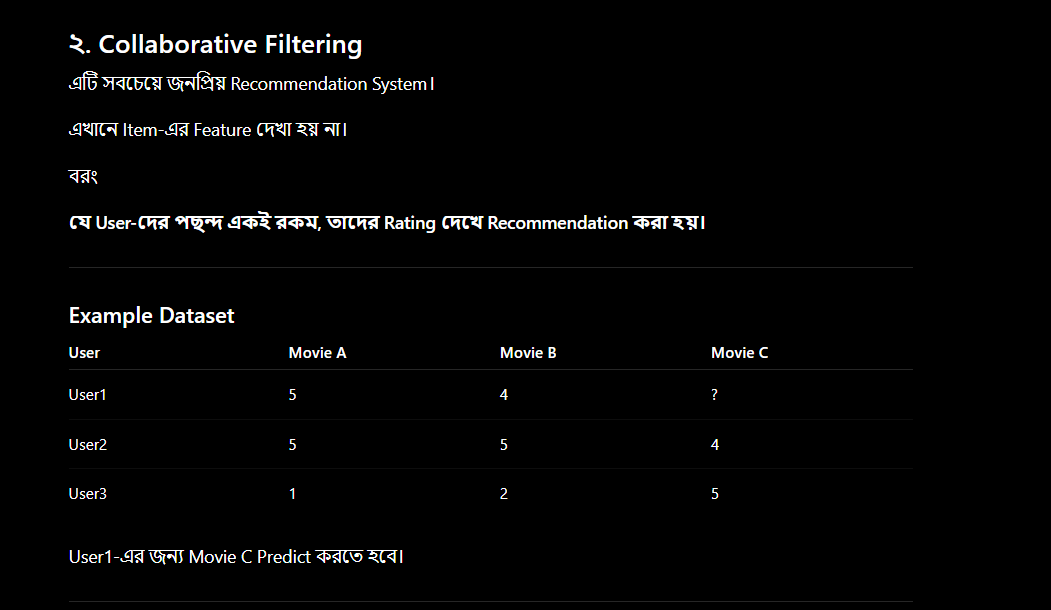 ২. Collaborative Filtering
এটি সবচেয়ে জনপ্রিয় Recommendation System।
এখানে Item-এর Feature দেখা হয় না।
বরং
যে User-দের পছন্দ একই রকম, তাদের Rating দেখে Recommendation করা হয়।
Example Dataset
User Movie A Movie B Movie C
User1 5 4 ?
User2 5 5 4
User3 1 2 5
User1-এর জন্য Movie C Predict করতে হবে।